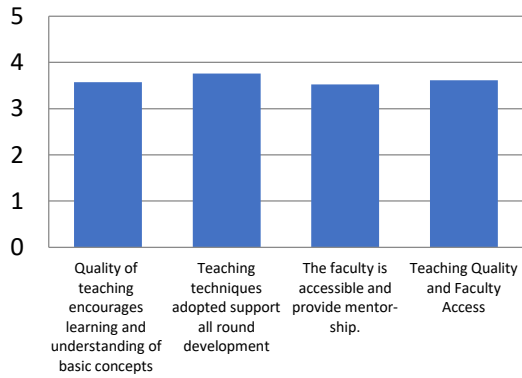 5
4
3
2
1
0
Quality of
teaching
encourages
learning and
understanding of
basic concepts
Teaching
techniques
adopted support
all round
development
The faculty is
accessible and
provide mentor-
ship.
Teaching Quality
and Faculty
Access